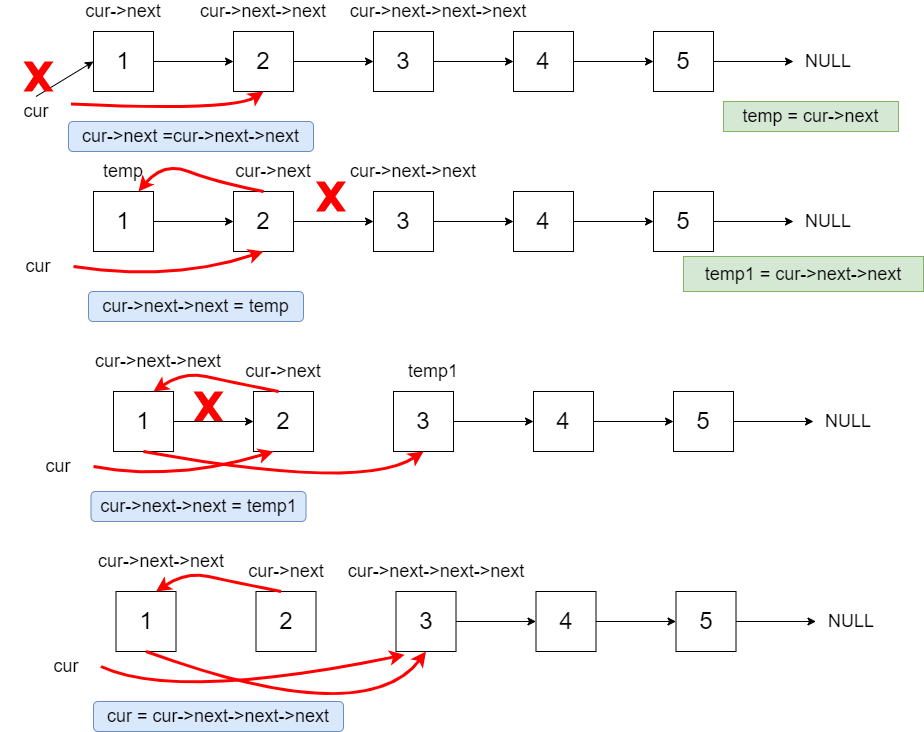 cur->next cur->next->next cur->next->next->next
X 1 2 3 4 5 NULL
cur
temp = cur->next
cur->next =cur->next->next
temp cur->next cur->next->next
X
1 2 3 4 5 NULL
cur
temp1 = cur->next->next
cur->next->next = temp
cur->next->next
cur->next temp1
X
1 2 3 4 5 NULL
cur
cur->next->next = temp1
cur->next->next
cur->next cur->next->next->next
1 2 3 4 5 NULL
cur
cur = cur->next->next->next